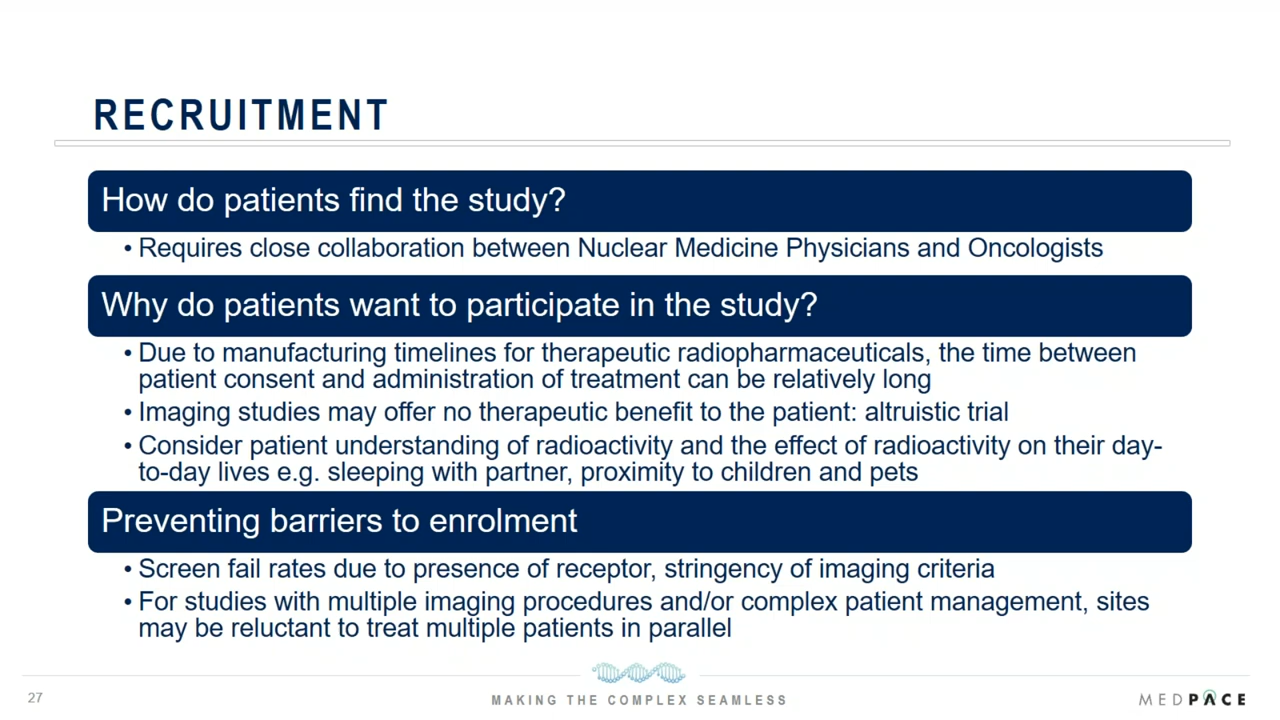 RECRUITMENT
How do patients find the study?
• Requires close collaboration between Nuclear Medicine Physicians and Oncologists
Why do patients want to participate in the study?
• Due to manufacturing timelines for therapeutic radiopharmaceuticals, the time between
patient consent and administration of treatment can be relatively long
• Imaging studies may offer no therapeutic benefit to the patient: altruistic trial
• Consider patient understanding of radioactivity and the effect of radioactivity on their day-
to-day lives e.g. sleeping with partner, proximity to children and pets
Preventing barriers to enrolment
• Screen fail rates due to presence of receptor, stringency of imaging criteria
• For studies with multiple imaging procedures and/or complex patient management, sites
may be reluctant to treat multiple patients in parallel
27
MAKING THE COMPLEX SEAMLESS
MEDPACE